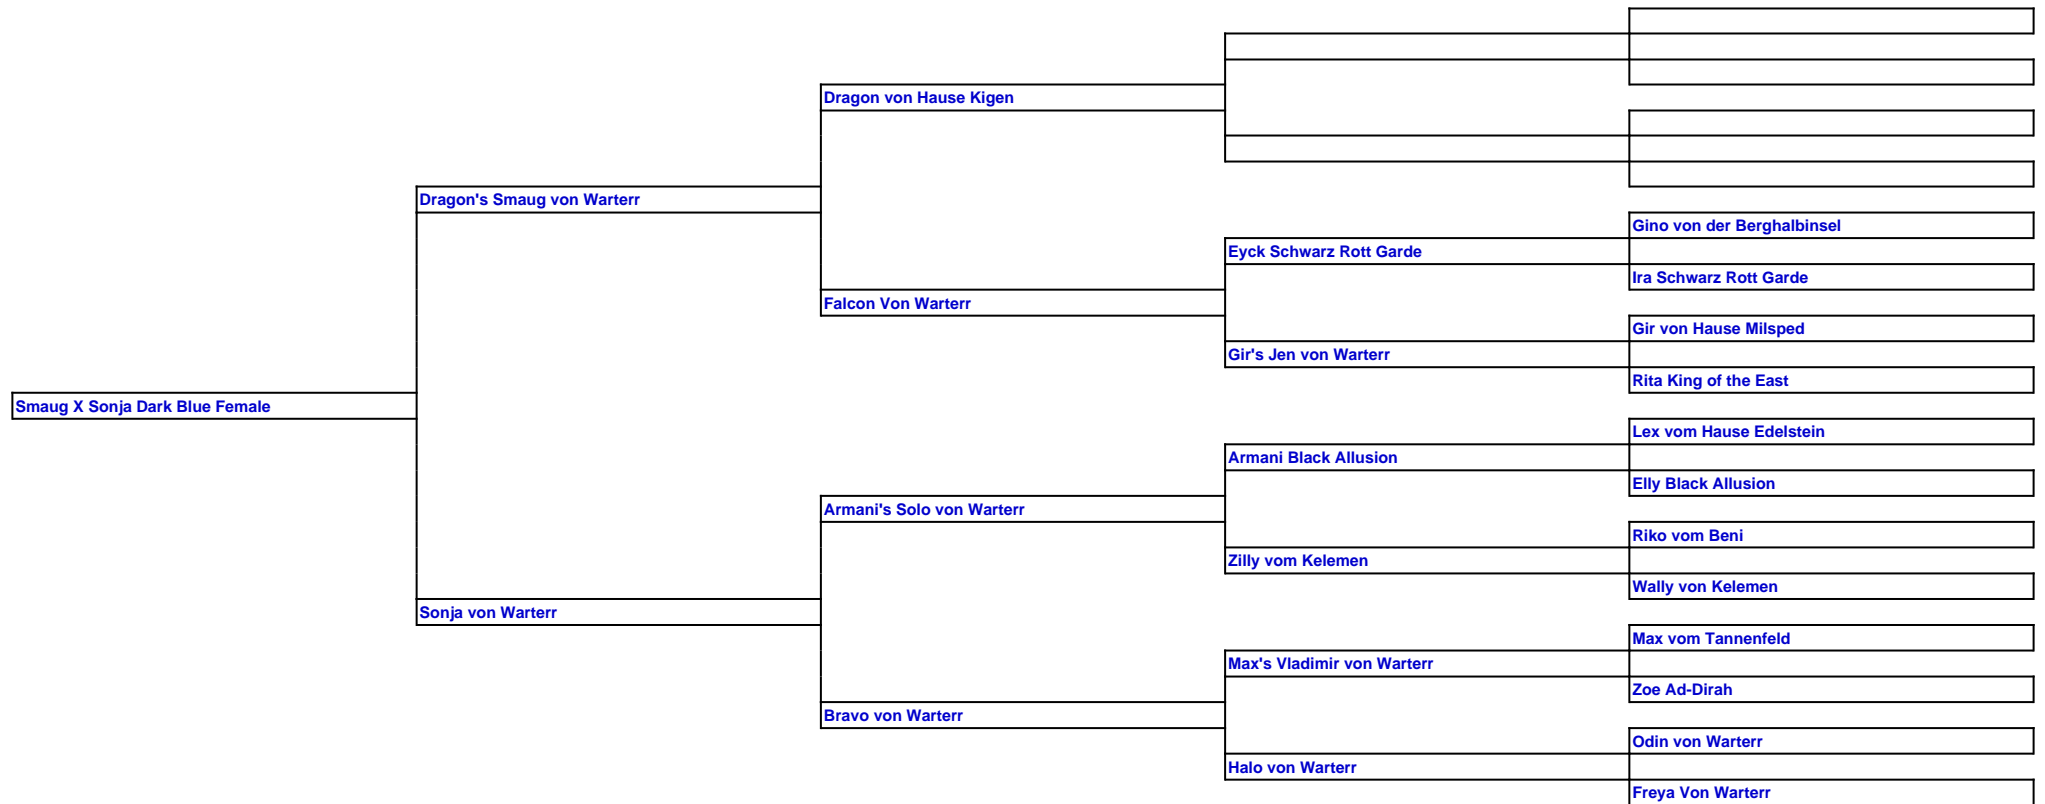 Dragon von Hause Kigen
Dragon's Smaug von Warterr
Gino von der Berghalbinsel
Eyck Schwarz Rott Garde
Ira Schwarz Rott Garde
Falcon Von Warterr
Gir von Hause Milsped
Gir's Jen von Warterr
Rita King of the East
Smaug X Sonja Dark Blue Female
Lex vom Hause Edelstein
Armani Black Allusion
Elly Black Allusion
Armani's Solo von Warterr
Riko vom Beni
Zilly vom Kelemen
Wally von Kelemen
Sonja von Warterr
Max vom Tannenfeld
Max's Vladimir von Warterr
Zoe Ad-Dirah
Bravo von Warterr
Odin von Warterr
Halo von Warterr
Freya Von Warterr